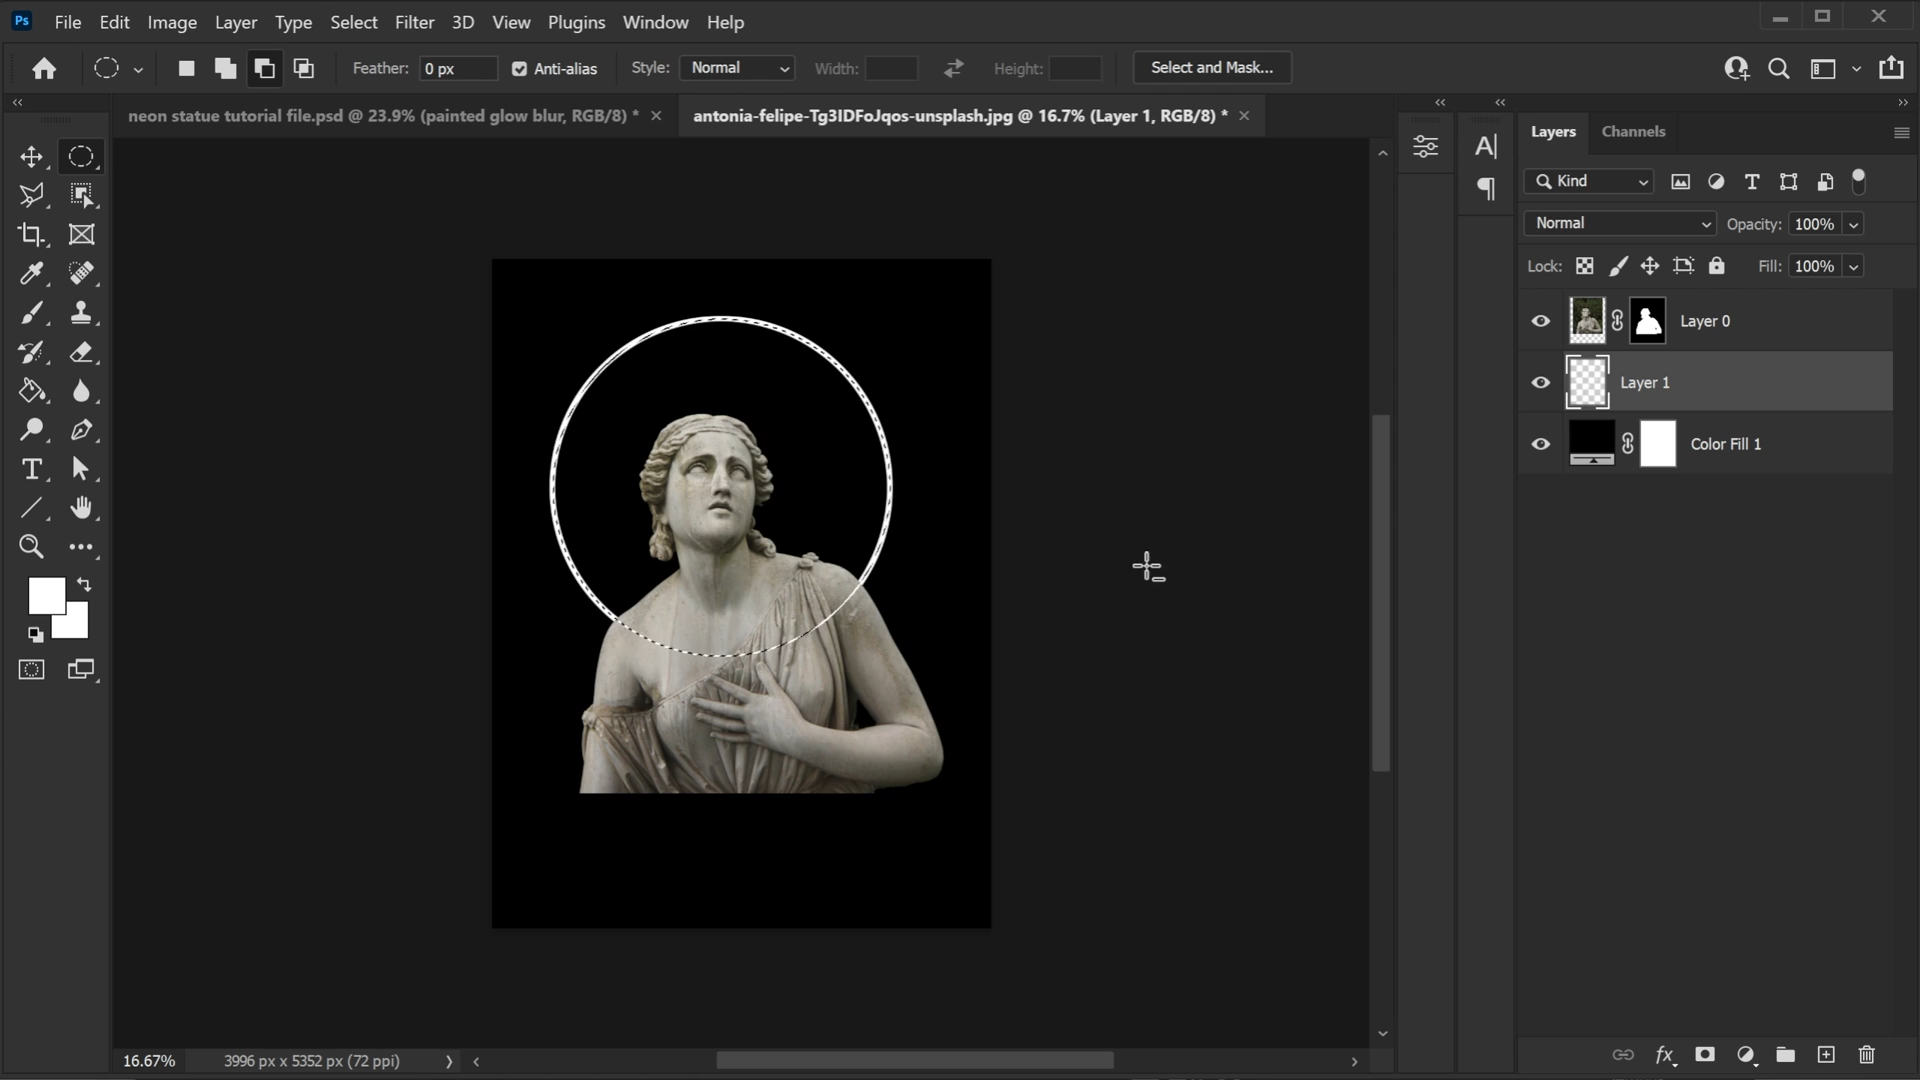 Ps File Edit Image Layer Type Select Filter 3D View Plugins Window Help
Feather: 0 px Anti-alias Style: Normal Width: Height: Select and Mask...
neon statue tutorial file.psd @ 23.9% (painted glow blur, RGB/8) * antonia-felipe-Tg3IDFoJqos-unsplash.jpg @ 16.7% (Layer 1, RGB/8) *
Layers Channels
Kind
Normal Opacity: 100%
Lock: Fill: 100%
Layer 0
Layer 1
Color Fill 1
16.67% 3996 px x 5352 px (72 ppi)